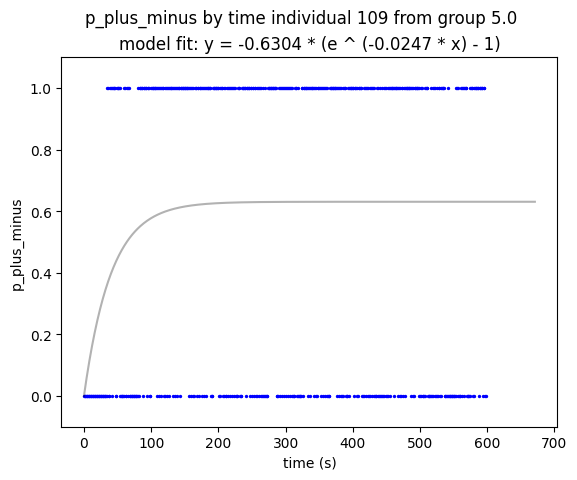 p_plus_minus by time individual 109 from group 5.0
model fit: y = -0.6304 * (e ^ (-0.0247 * x) - 1)
1.0
0.8
0.6
0.4
0.2
0.0
p_plus_minus
0 100 200 300 400 500 600 700
time (s)